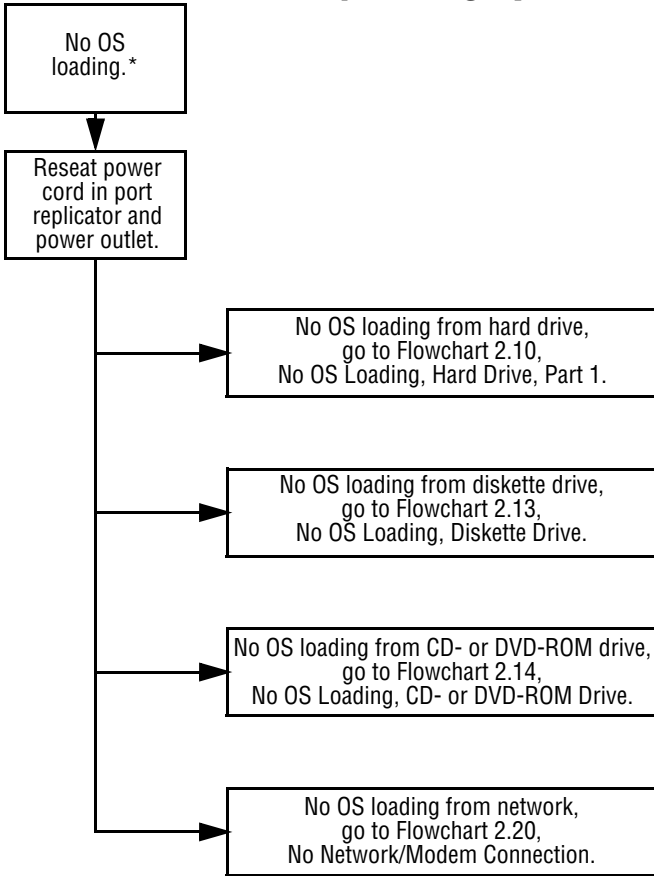 No OS
loading.*
Reseat power
cord in port
replicator and
power outlet.
No OS loading from hard drive,
go to Flowchart 2.10,
No OS Loading, Hard Drive, Part 1.
No OS loading from diskette drive,
go to Flowchart 2.13,
No OS Loading, Diskette Drive.
No OS loading from CD- or DVD-ROM drive,
go to Flowchart 2.14,
No OS Loading, CD- or DVD-ROM Drive.
No OS loading from network,
go to Flowchart 2.20,
No Network/Modem Connection.